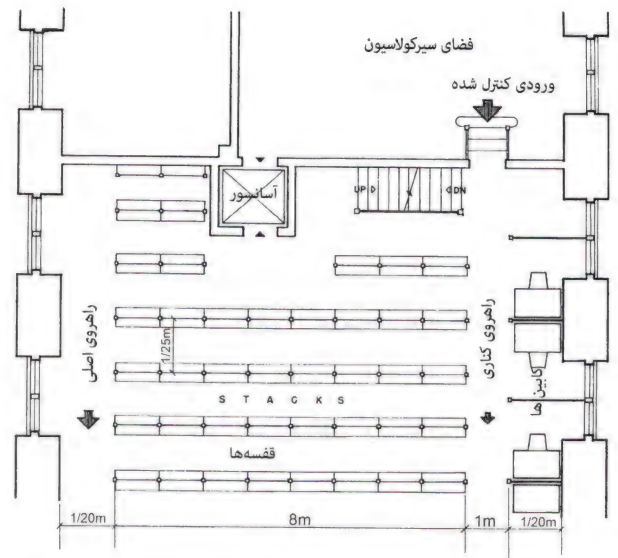 فضای سیرکولاسیون
ورودی کنترل شده
آسانسور
UP
DN
راهروی اصلی
1/25m
راهروی کناری
کابین ها
S T A C K S
قفسه‌ها
1/20m
8m
1m
1/20m